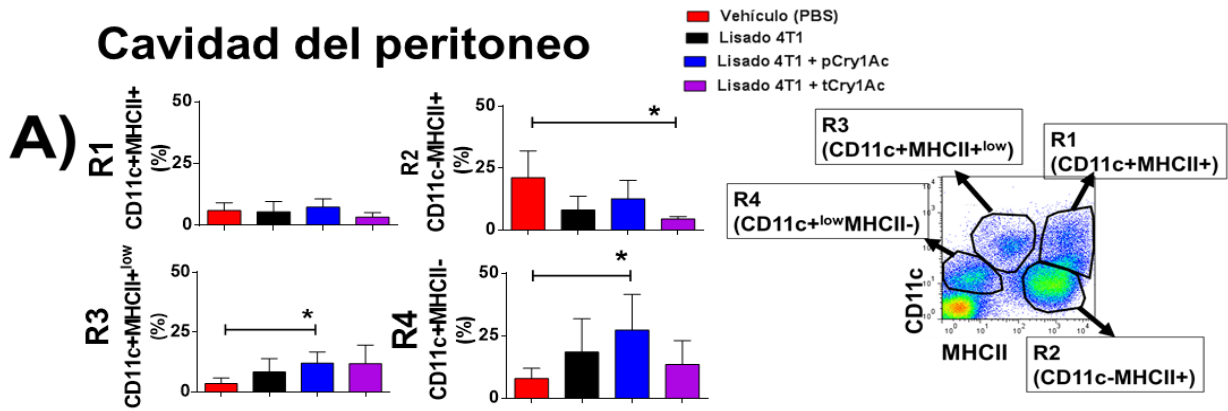 Cavidad del peritoneo
Vehículo (PBS)
Lisado 4T1
Lisado 4T1 + pCry1Ac
Lisado 4T1 + tCry1Ac
A)
R1
CD11c+MHCII+
(%)
50
25
0
R2
CD11c-MHCII+
(%)
50
25
0
*
R3
CD11c+MHCII+low
(%)
50
25
0
*
R4
CD11c+MHCII-
(%)
50
25
0
*
R3
(CD11c+MHCII+low)
R1
(CD11c+MHCII+)
R4
(CD11c+lowMHCII-)
CD11c
MHCII
R2
(CD11c-MHCII+)